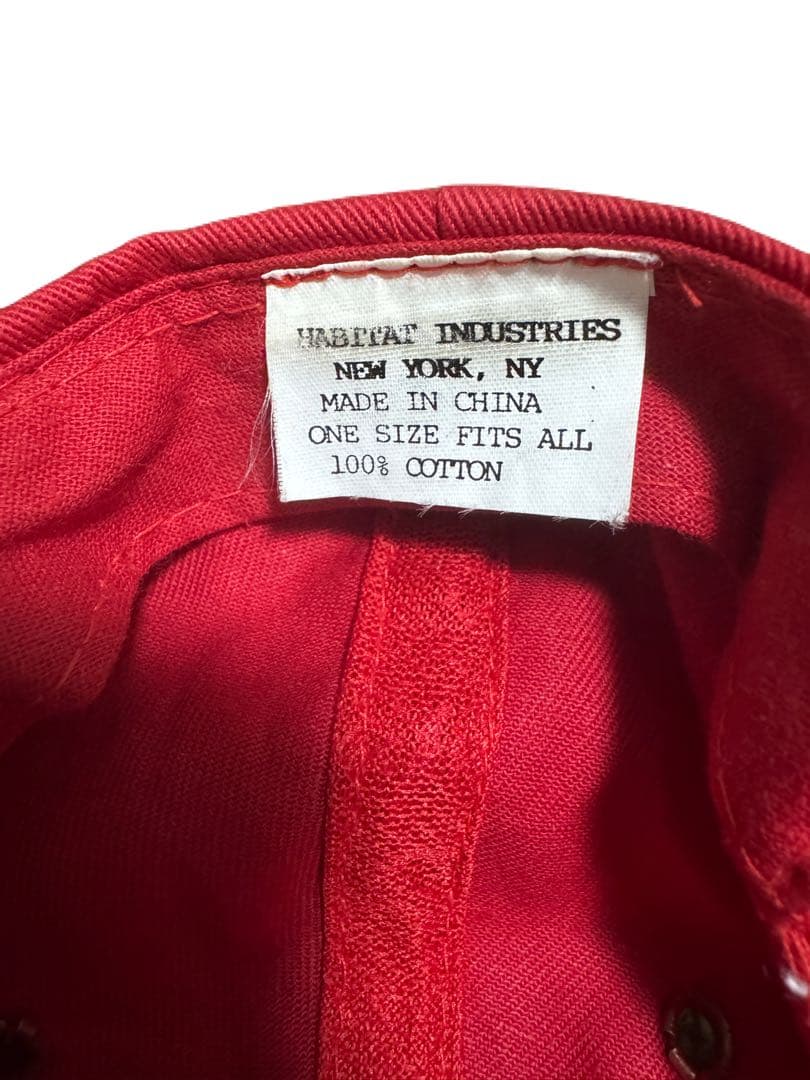 HABITAT INDUSTRIES
NEW YORK, NY
MADE IN CHINA
ONE SIZE FITS ALL
100% COTTON